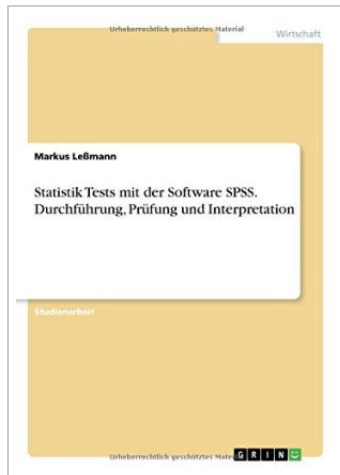 Urheberrechtlich geschütztes Material
Wirtschaft
Markus Leßmann
Statistik Tests mit der Software SPSS.
Durchführung, Prüfung und Interpretation
Studienarbeit
Urheberrechtlich geschütztes Mater
GRIN